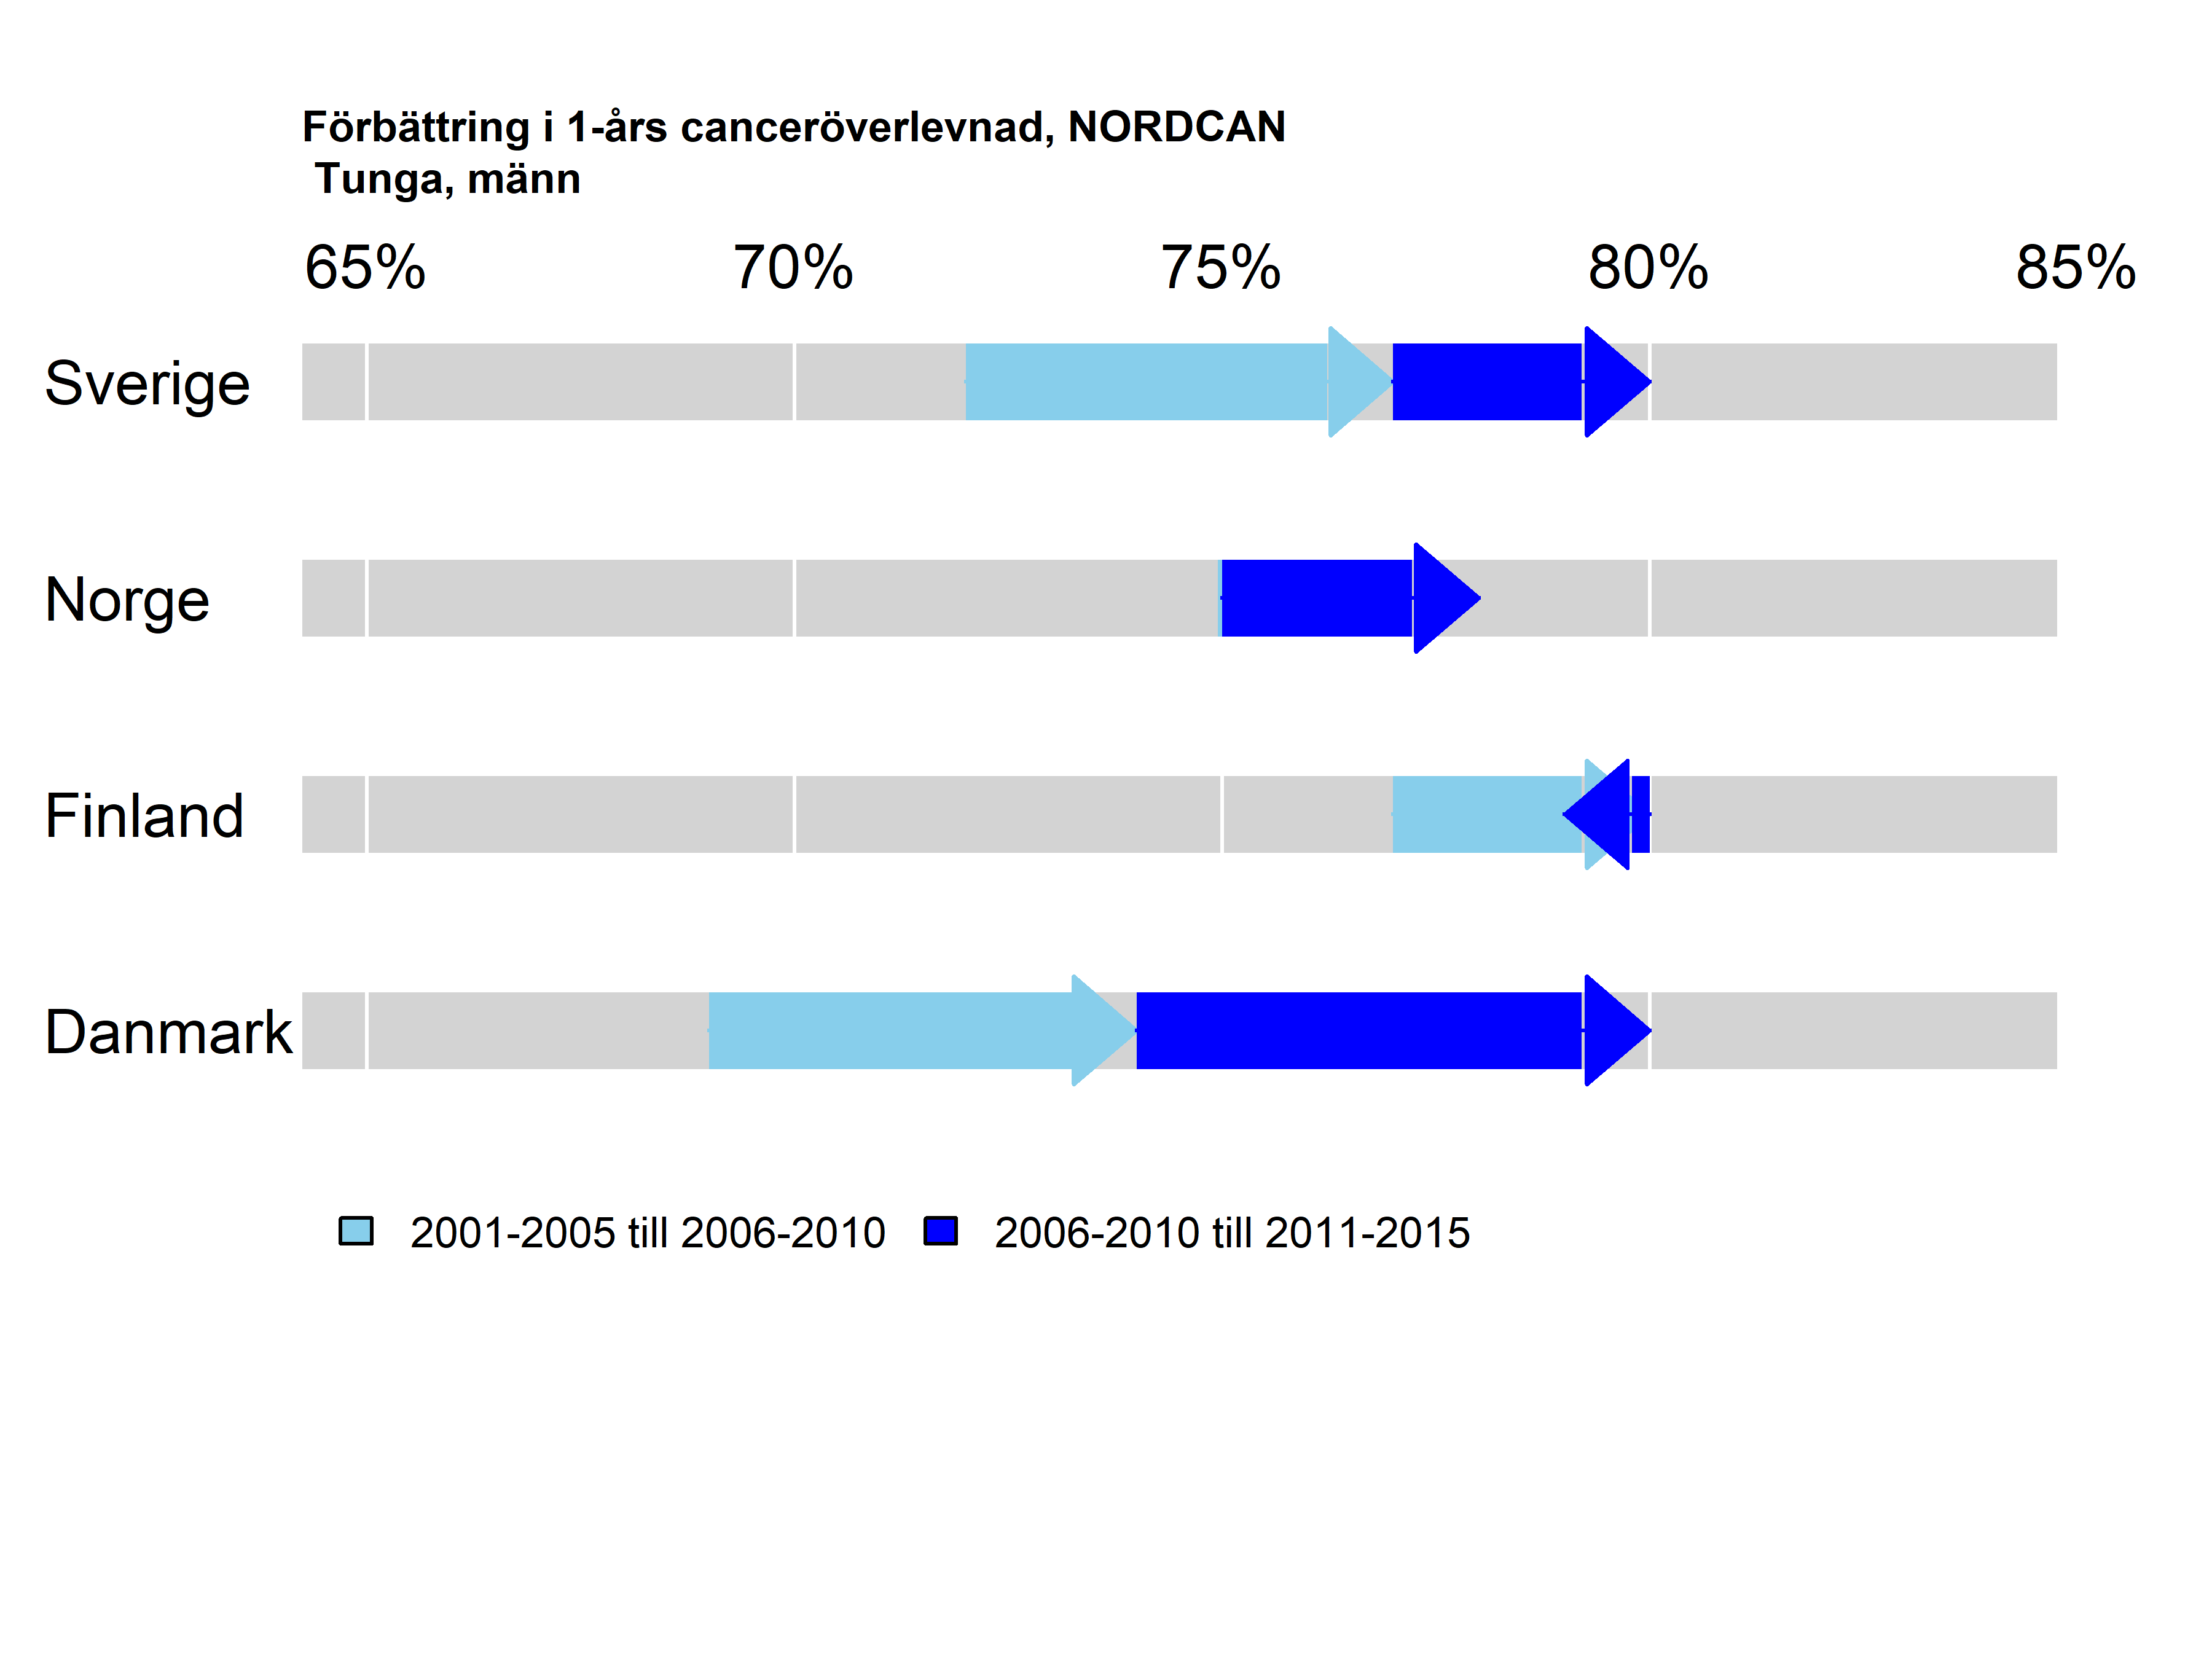 Förbättring i 1-års canceröverlevnad, NORDCAN
Tunga, männ
65% 70% 75% 80% 85%
Sverige
Norge
Finland
Danmark
2001-2005 till 2006-2010 2006-2010 till 2011-2015